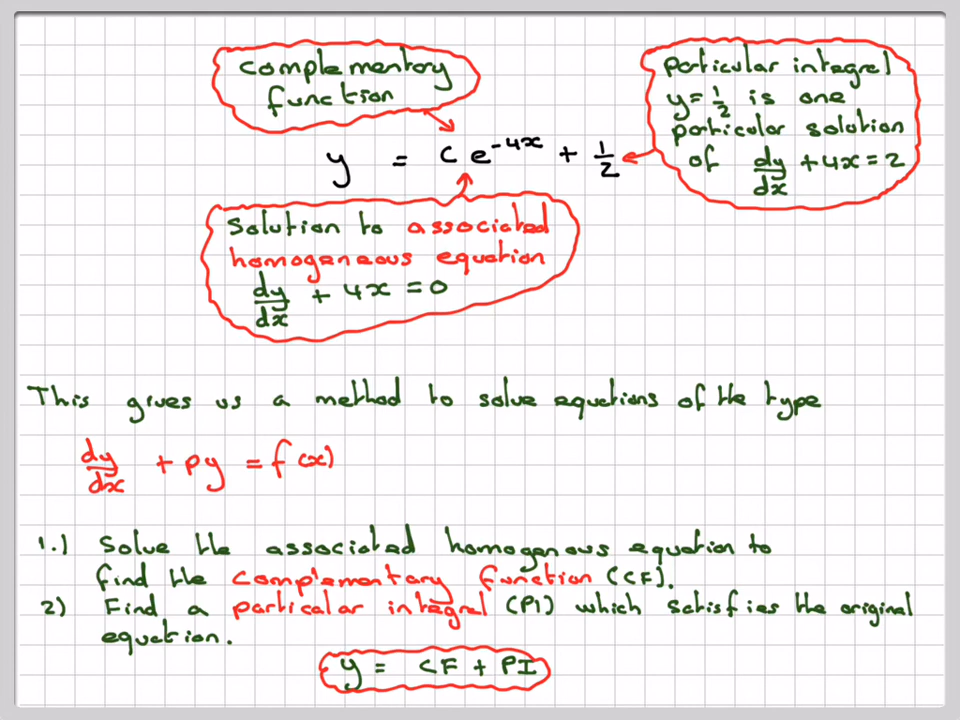 complementary
function
particular integral
y = 1/2 is one
particular solution
of dy/dx + 4x = 2
y = c e^-4x + 1/2
Solution to associated
homogeneous equation
dy/dx + 4x = 0
This gives us a method to solve equations of the type
dy/dx + py = f(x)
1.) Solve the associated homogenous equation to
find the complementary function (CF).
2) Find a particular integral (PI) which satisfies the original
equation.
y = CF + PI